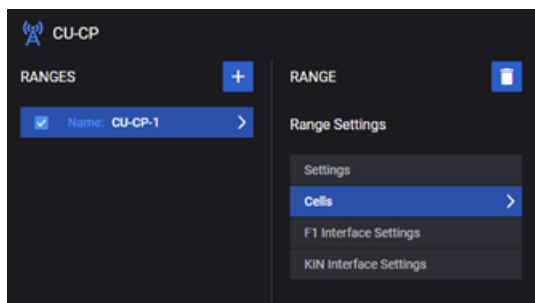 CU-CP
RANGES
+
RANGE
Name: CU-CP-1
Range Settings
Settings
Cells
F1 Interface Settings
KIN Interface Settings